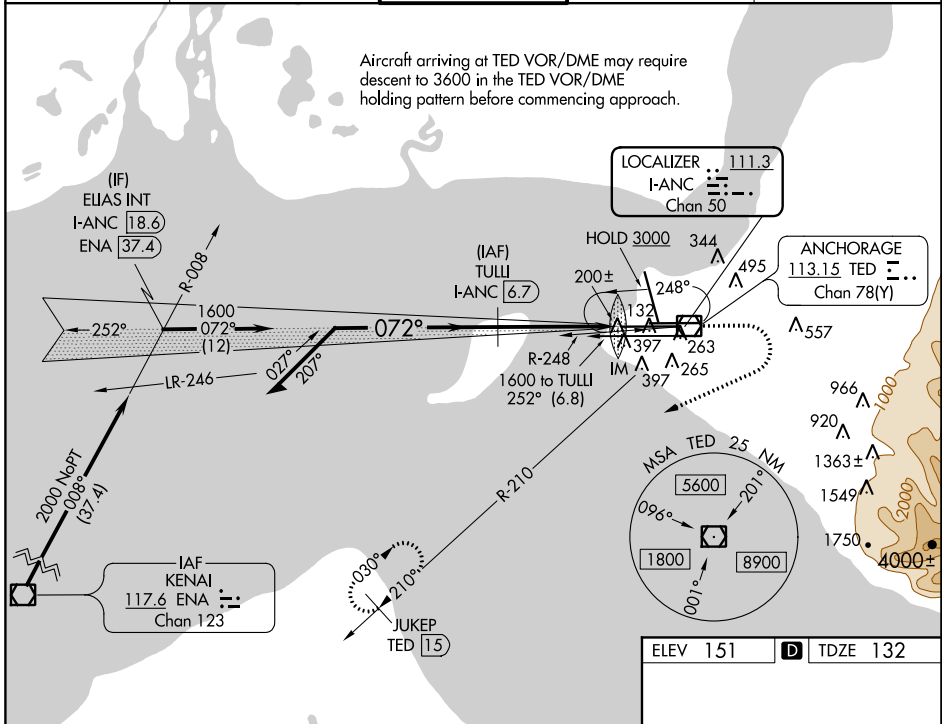 Aircraft arriving at TED VOR/DME may require
descent to 3600 in the TED VOR/DME
holding pattern before commencing approach.
LOCALIZER 111.3
I-ANC
Chan 50
(IF)
ELIAS INT
I-ANC 18.6
ENA 37.4
R-008
(IAF)
TULLI
I-ANC 6.7
HOLD 3000
344
495
ANCHORAGE
113.15 TED
Chan 78(Y)
200±
248°
132
557
1600
252°
072°
(12)
072°
397
263
R-248
IM
265
397
1600 to TULLI
252° (6.8)
LR-246
027°
207°
966
1000
920
1363±
1549
2000
1750
4000±
R-210
MSA TED 25 NM
5600
201°
096°
1800
8900
001°
2000 NoPT
008°
(37.4)
IAF
KENAI
117.6 ENA
Chan 123
030°
210°
JUKEP
TED 15
ELEV 151 D TDZE 132